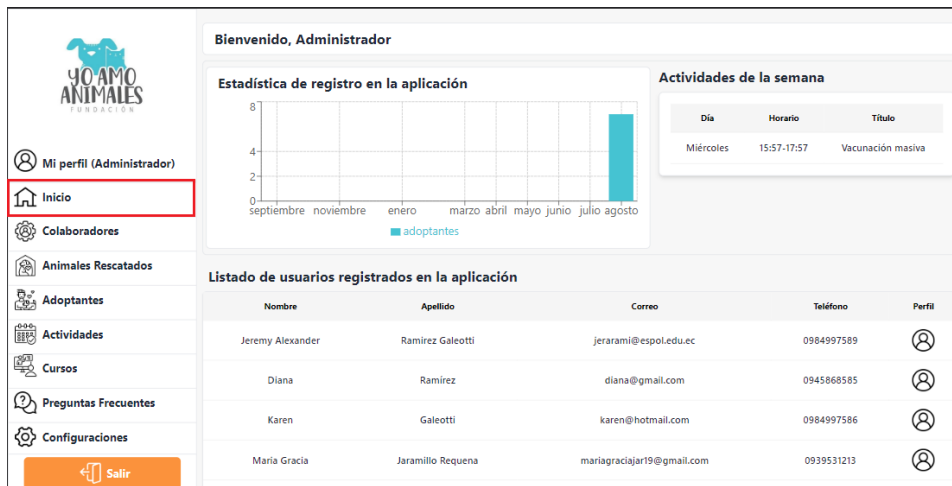 YO AMO
ANIMALES
FUNDACIÓN
Mi perfil (Administrador)
Inicio
Colaboradores
Animales Rescatados
Adoptantes
Actividades
Cursos
Preguntas Frecuentes
Configuraciones
Salir
Bienvenido, Administrador
Estadística de registro en la aplicación
8
4
2
0
septiembre noviembre enero marzo abril mayo junio julio agosto
adoptantes
Actividades de la semana
Día Horario Título
Miércoles 15:57-17:57 Vacunación masiva
Listado de usuarios registrados en la aplicación
Nombre Apellido Correo Teléfono Perfil
Jeremy Alexander Ramirez Galeotti jerarami@espol.edu.ec 0984997589
Diana Ramírez diana@gmail.com 0945868585
Karen Galeotti karen@hotmail.com 0984997586
Maria Gracia Jaramillo Requena mariagraciajar19@gmail.com 0939531213